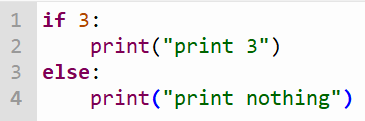 1 if 3:
2     print("print 3")
3 else:
4     print("print nothing")